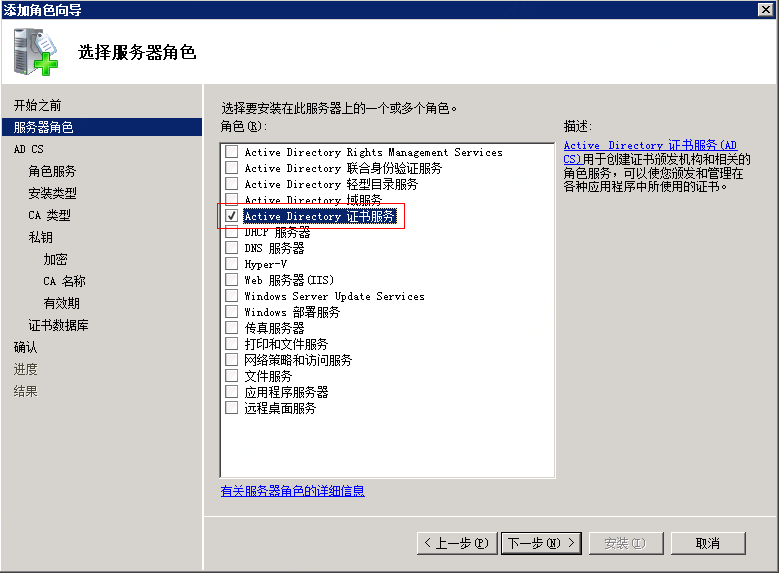 添加角色向导
选择服务器角色
开始之前
服务器角色
AD CS
角色服务
安装类型
CA 类型
私钥
加密
CA 名称
有效期
证书数据库
确认
进度
结果
选择要安装在此服务器上的一个或多个角色。
角色(R):
Active Directory Rights Management Services
Active Directory 联合身份验证服务
Active Directory 轻型目录服务
Active Directory 域服务
Active Directory 证书服务
DHCP 服务器
DNS 服务器
Hyper-V
Web 服务器(IIS)
Windows Server Update Services
Windows 部署服务
传真服务器
打印和文件服务
网络策略和访问服务
文件服务
应用程序服务器
远程桌面服务
有关服务器角色的详细信息
描述:
Active Directory 证书服务(AD
CS)用于创建证书颁发机构和相关的
角色服务，可以使您颁发和管理在
各种应用程序中所使用的证书。
< 上一步(P)
下一步(N) >
安装(I)
取消